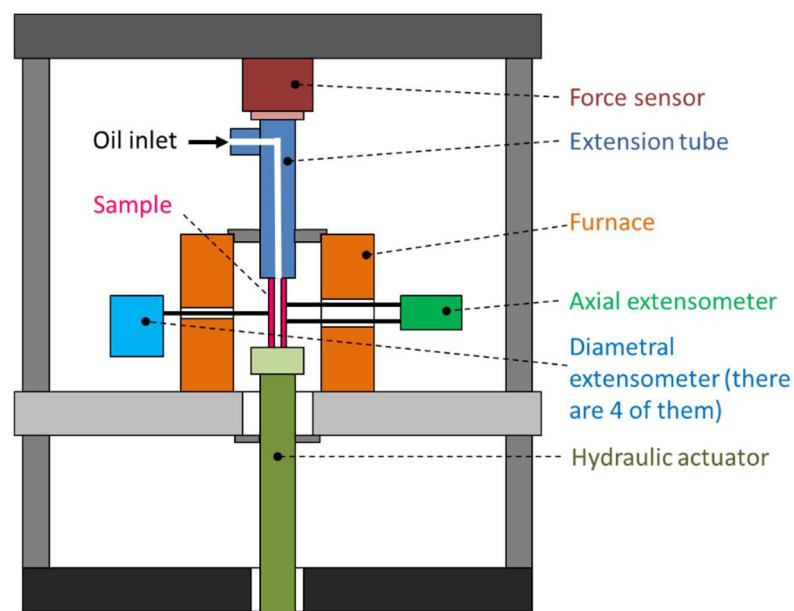 Force sensor
Oil inlet
Extension tube
Sample
Furnace
Axial extensometer
Diametral
extensometer (there
are 4 of them)
Hydraulic actuator